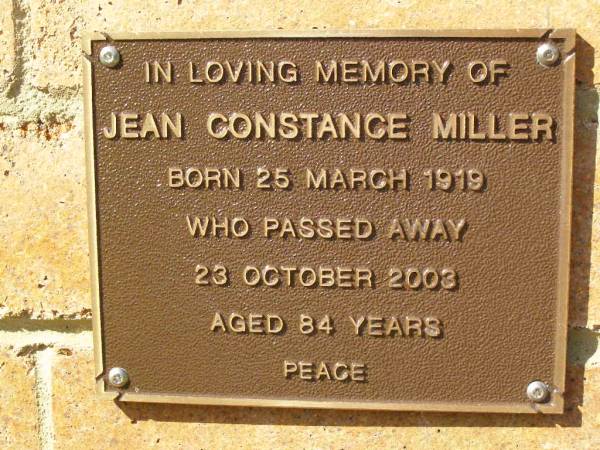 IN LOVING MEMORY OF
JEAN CONSTANCE MILLER
BORN 25 MARCH 1919
WHO PASSED AWAY
23 OCTOBER 2003
AGED 84 YEARS
PEACE